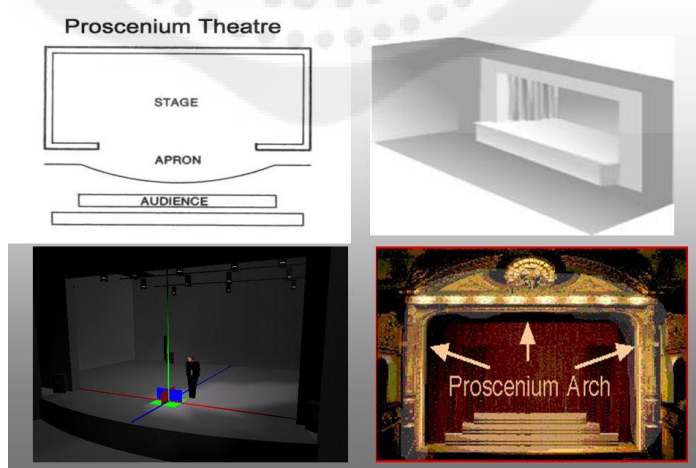 Proscenium Theatre
STAGE
APRON
AUDIENCE
Proscenium Arch